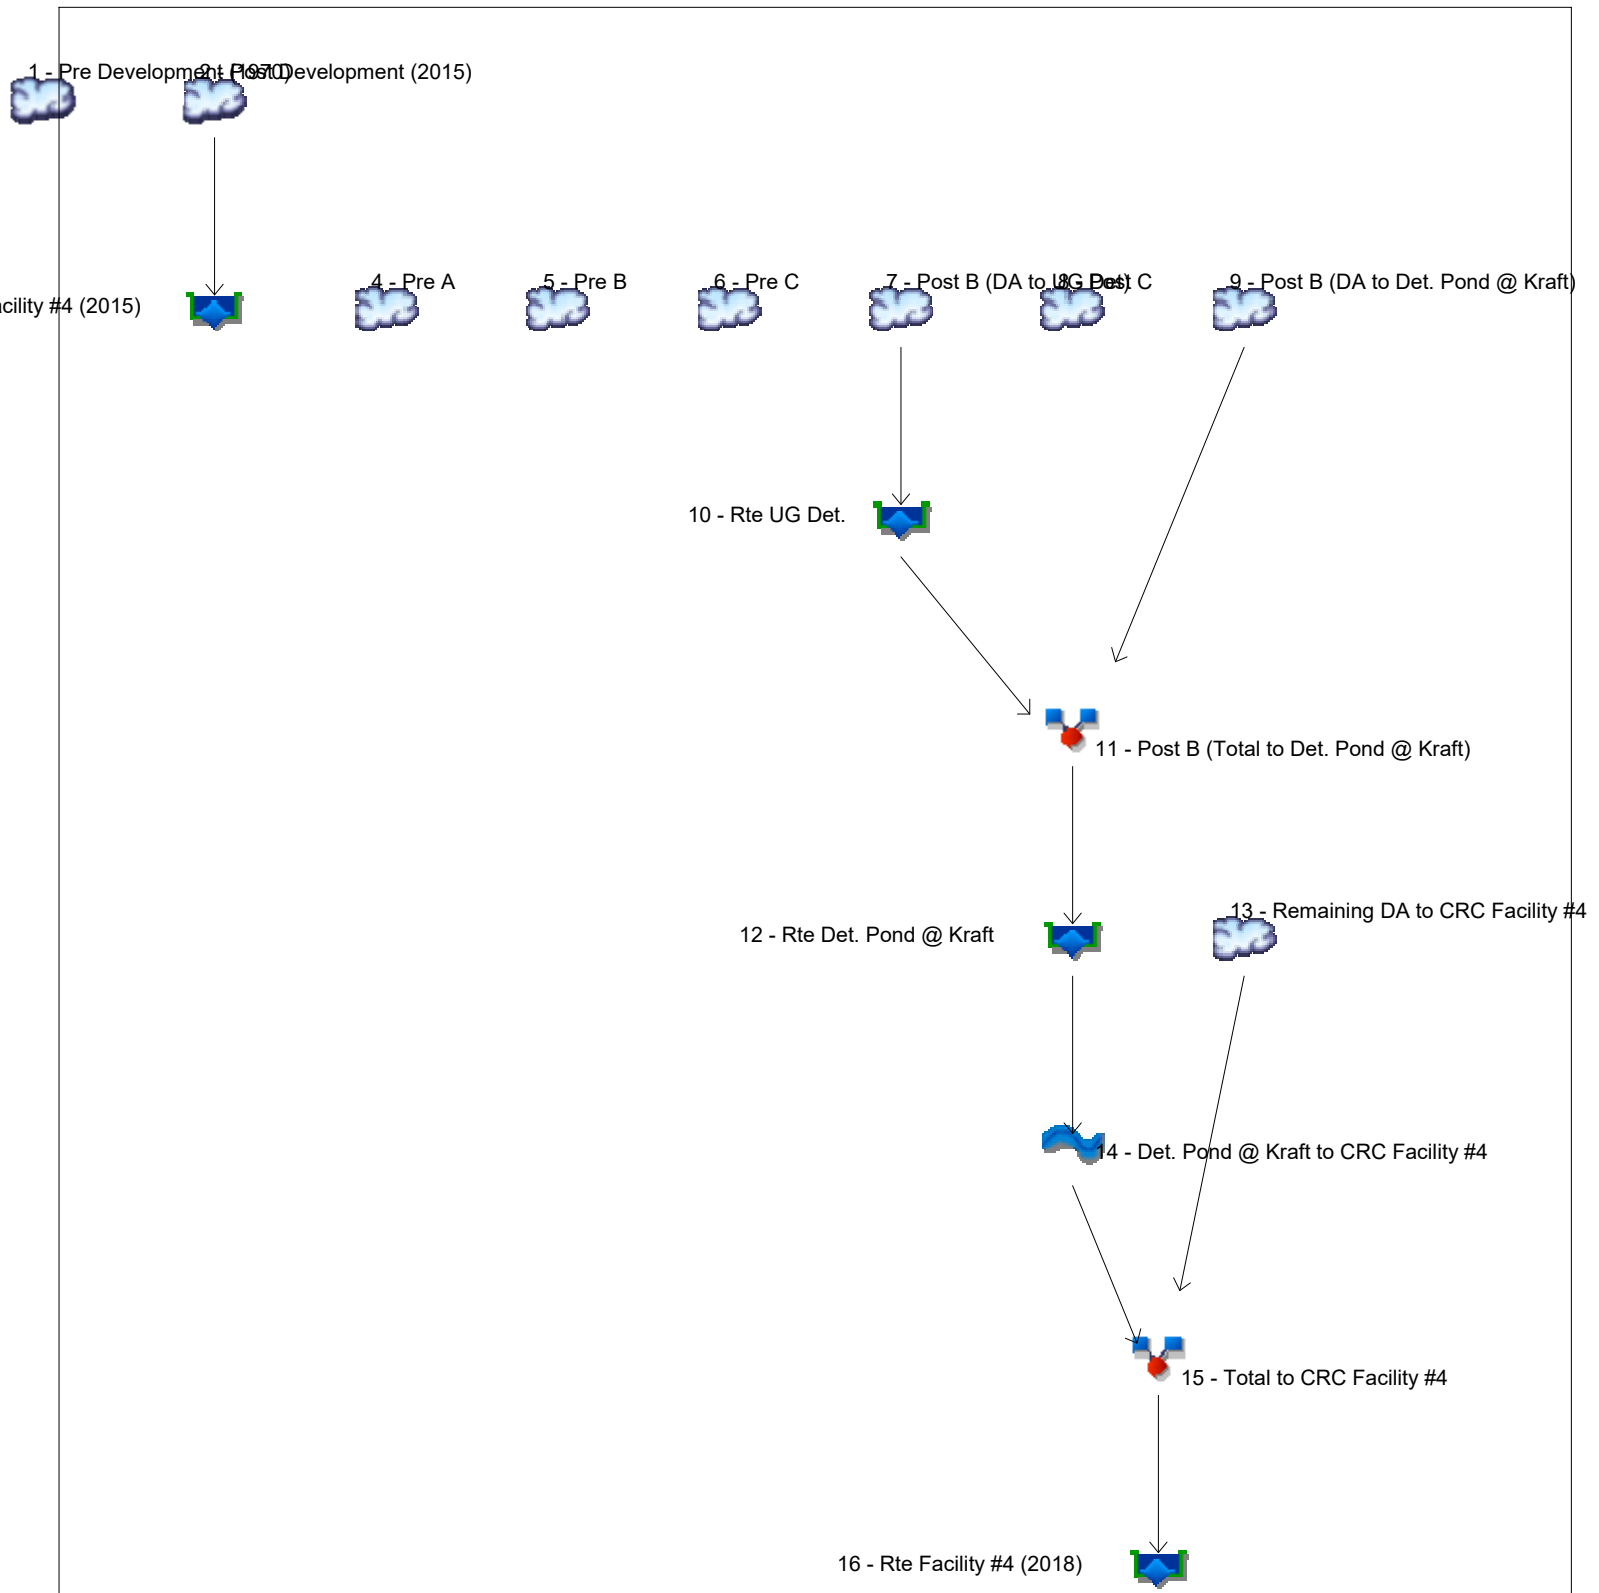 1 - Pre Development (1970)
2 - Post Development (2015)
acility #4 (2015)
4 - Pre A
5 - Pre B
6 - Pre C
7 - Post B (DA to UG Det)
8 - Post C
9 - Post B (DA to Det. Pond @ Kraft)
10 - Rte UG Det.
11 - Post B (Total to Det. Pond @ Kraft)
12 - Rte Det. Pond @ Kraft
13 - Remaining DA to CRC Facility #4
14 - Det. Pond @ Kraft to CRC Facility #4
15 - Total to CRC Facility #4
16 - Rte Facility #4 (2018)